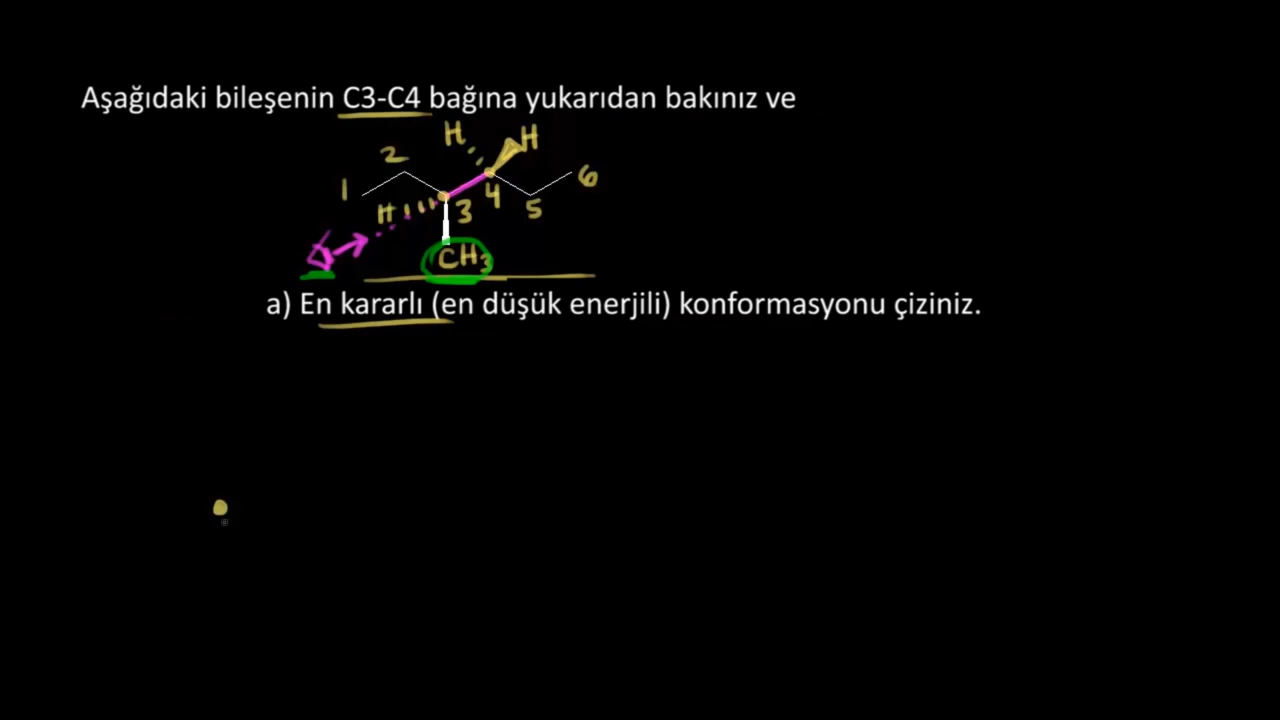 Aşağıdaki bileşenin C3-C4 bağına yukarıdan bakınız ve
H H
2
1 4 6
H 3 5
CH₃
a) En kararlı (en düşük enerjili) konformasyonu çiziniz.